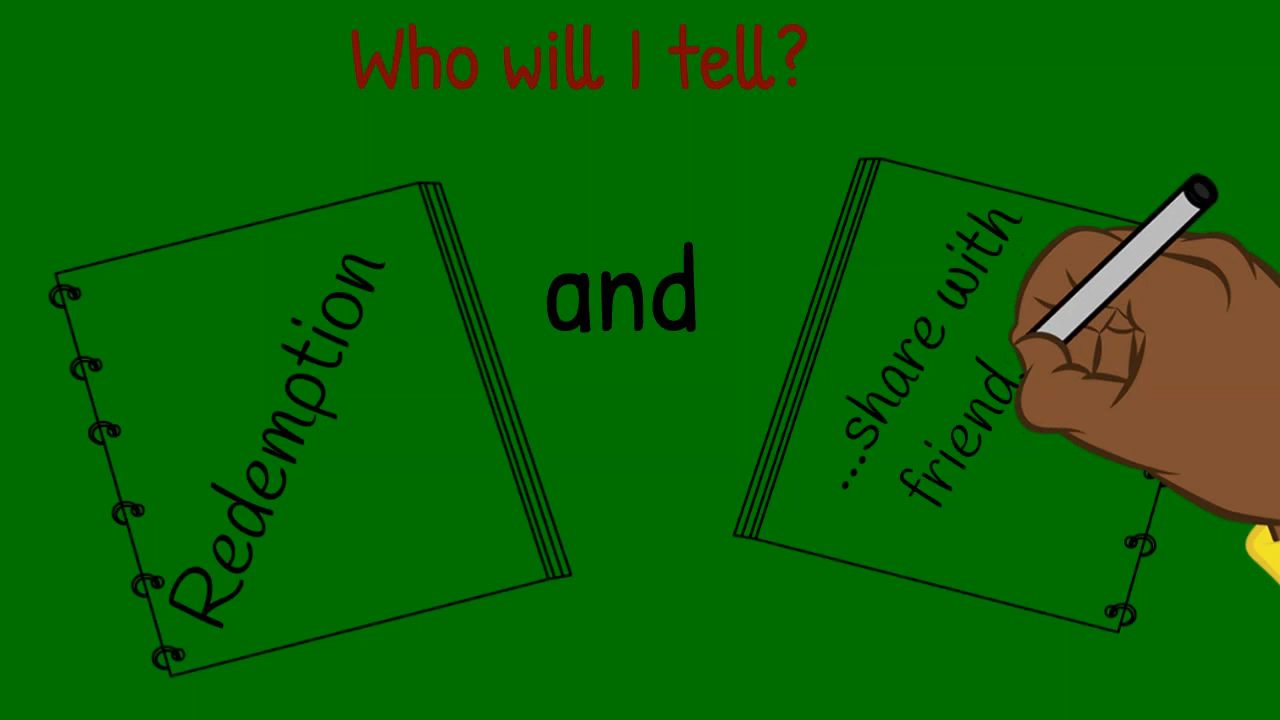 Who will I tell?
Redemption
and
...share with
friend